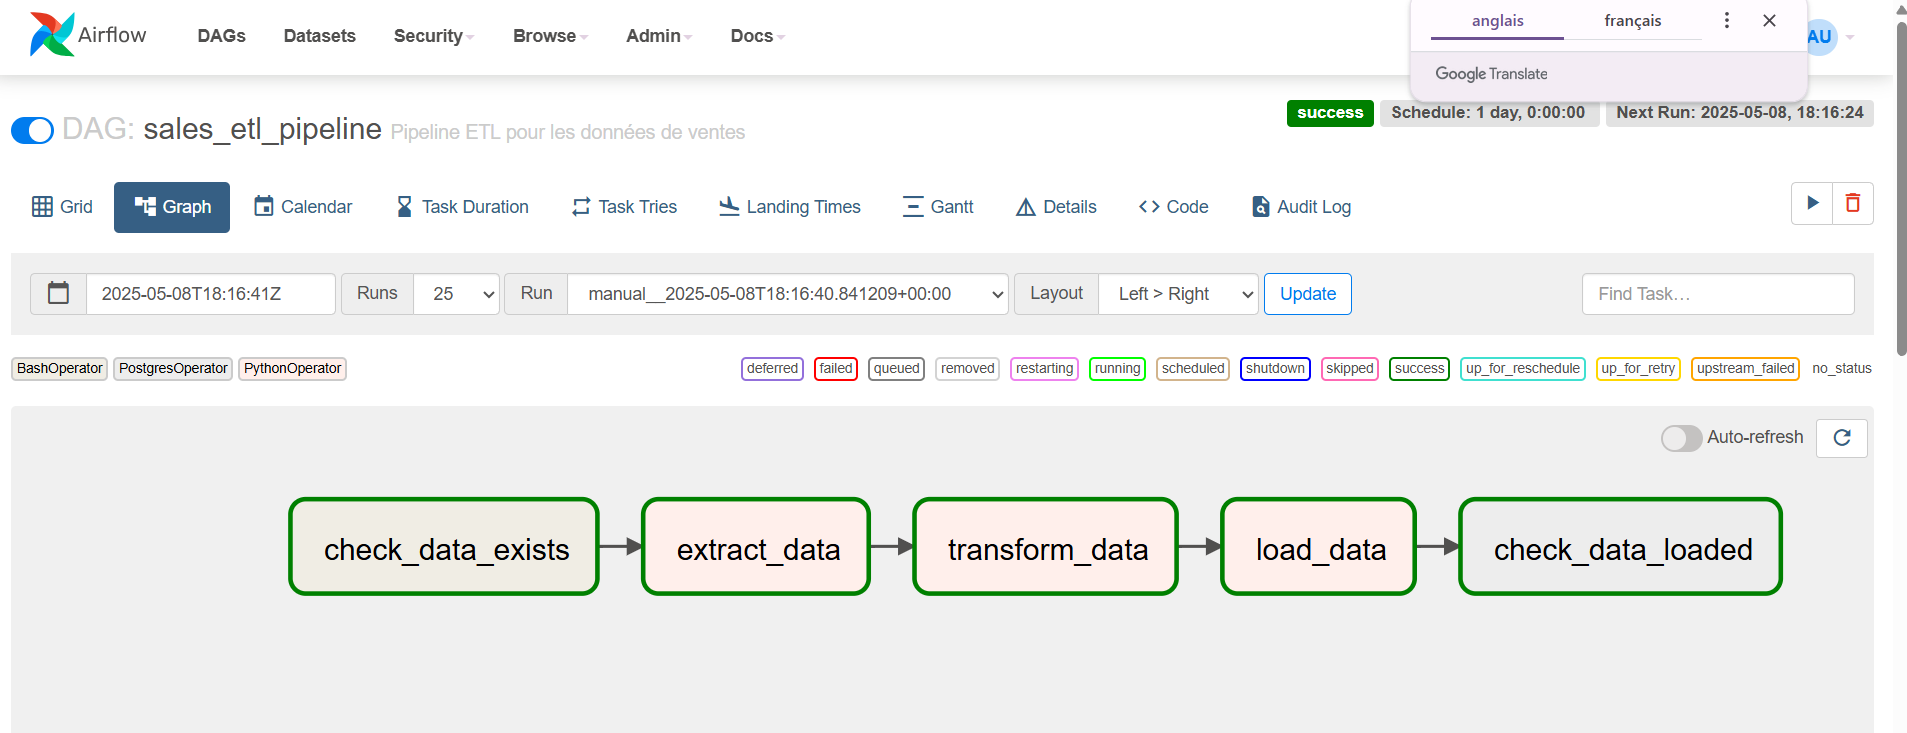 Airflow DAGs Datasets Security Browse Admin Docs
anglais français
AU
Google Translate
DAG: sales_etl_pipeline Pipeline ETL pour les données de ventes
success Schedule: 1 day, 0:00:00 Next Run: 2025-05-08, 18:16:24
Grid Graph Calendar Task Duration Task Tries Landing Times Gantt Details Code Audit Log
2025-05-08T18:16:41Z Runs 25 Run manual__2025-05-08T18:16:40.841209+00:00 Layout Left > Right Update Find Task…
BashOperator PostgresOperator PythonOperator
deferred failed queued removed restarting running scheduled shutdown skipped success up_for_reschedule up_for_retry upstream_failed no_status
Auto-refresh
check_data_exists extract_data transform_data load_data check_data_loaded